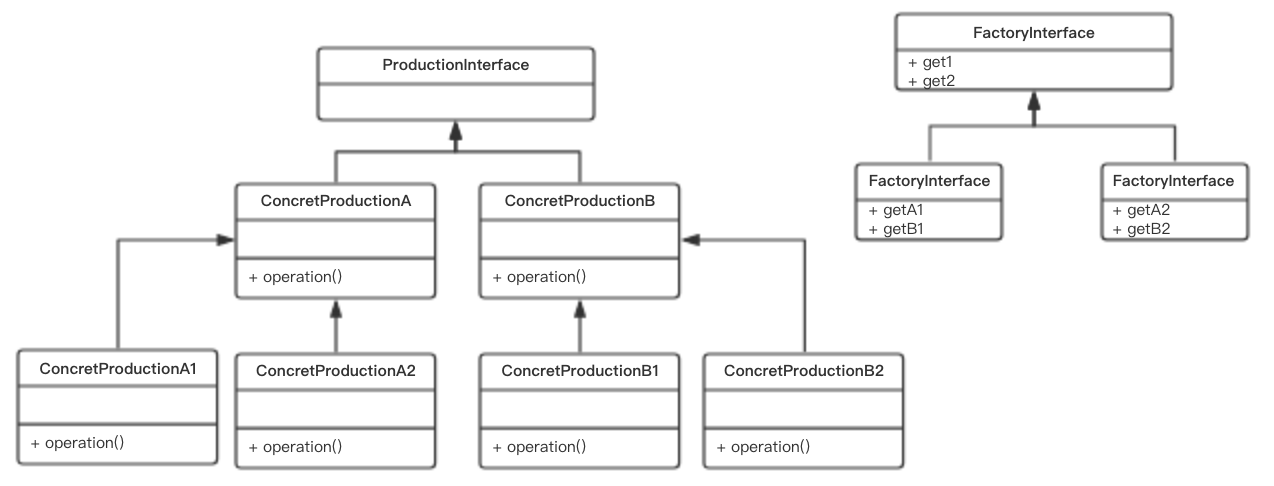 ProductionInterface
FactoryInterface
+ get1
+ get2
ConcretProductionA
+ operation()
ConcretProductionB
+ operation()
FactoryInterface
+ getA1
+ getB1
FactoryInterface
+ getA2
+ getB2
ConcretProductionA1
+ operation()
ConcretProductionA2
+ operation()
ConcretProductionB1
+ operation()
ConcretProductionB2
+ operation()